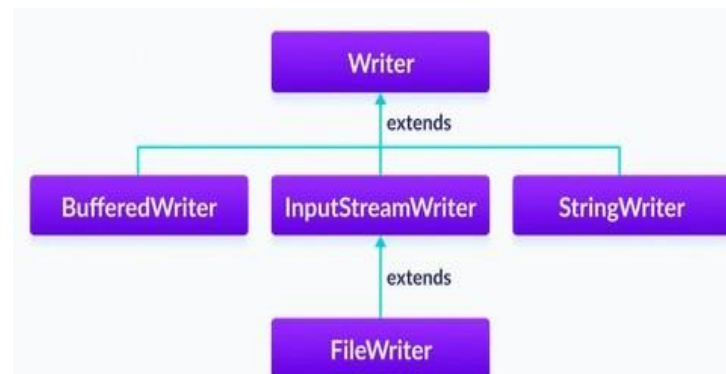 Writer
extends
BufferedWriter InputStreamWriter StringWriter
extends
FileWriter